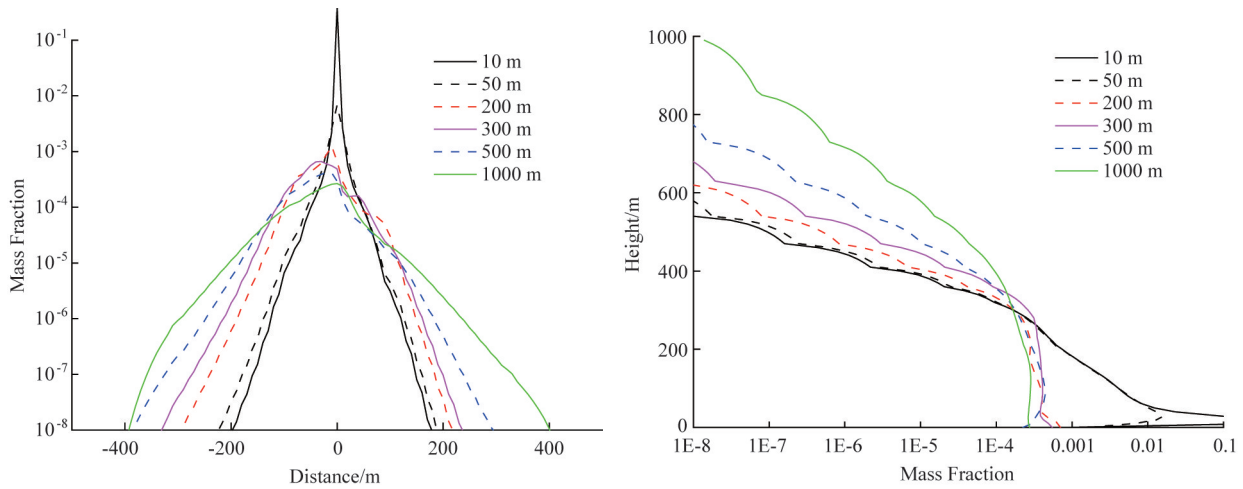 10⁻¹
10⁻²
10⁻³
10⁻⁴
10⁻⁵
10⁻⁶
10⁻⁷
10⁻⁸
Mass Fraction
-400
-200
0
200
400
Distance/m
10 m
50 m
200 m
300 m
500 m
1000 m
1000
800
600
400
200
0
Height/m
1E-8
1E-7
1E-6
1E-5
1E-4
0.001
0.01
0.1
Mass Fraction
10 m
50 m
200 m
300 m
500 m
1000 m